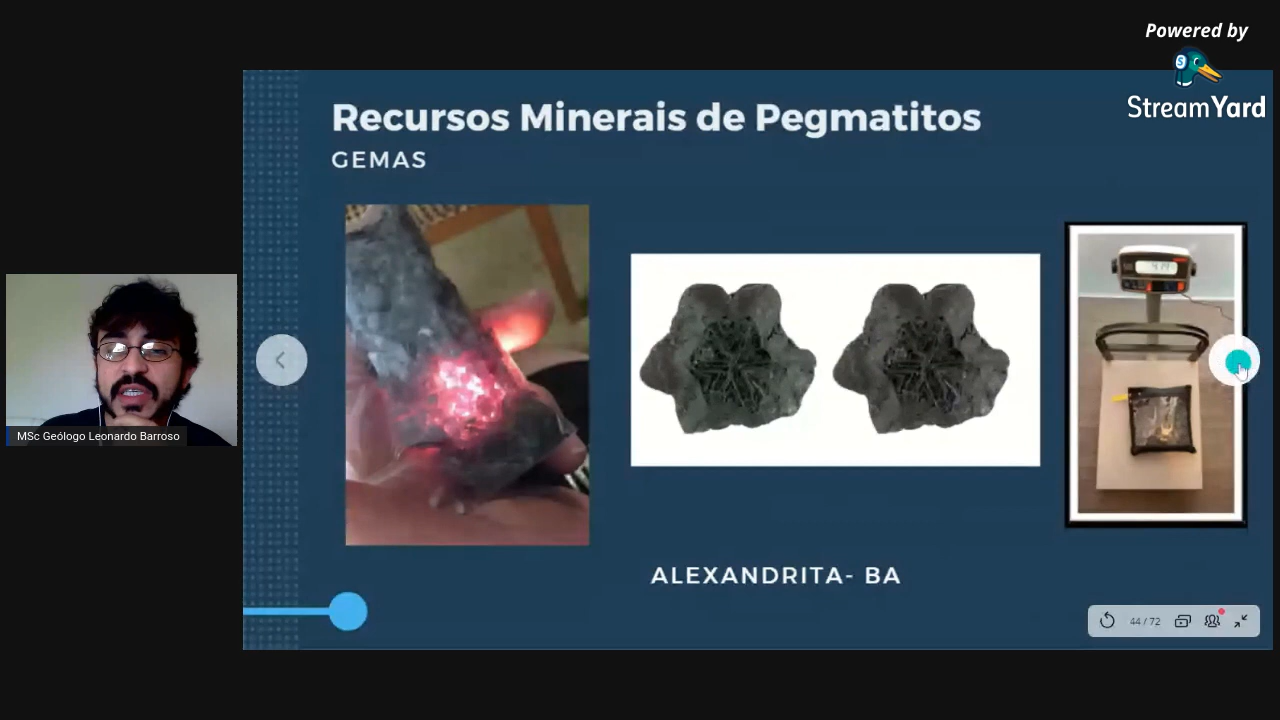 Powered by
StreamYard
Recursos Minerais de Pegmatitos
GEMAS
MSc Geólogo Leonardo Barroso
ALEXANDRITA- BA
44 / 72